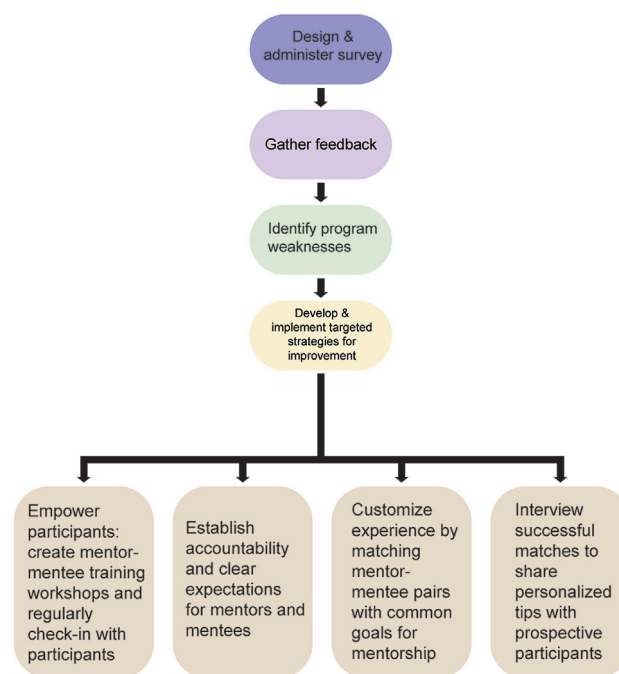 Design &
administer survey
Gather feedback
Identify program
weaknesses
Develop &
implement targeted
strategies for
improvement
Empower
participants:
create mentor-
mentee training
workshops and
regularly
check-in with
participants
Establish
accountability
and clear
expectations
for mentors and
mentees
Customize
experience by
matching
mentor-
mentee pairs
with common
goals for
mentorship
Interview
successful
matches to
share
personalized
tips with
prospective
participants